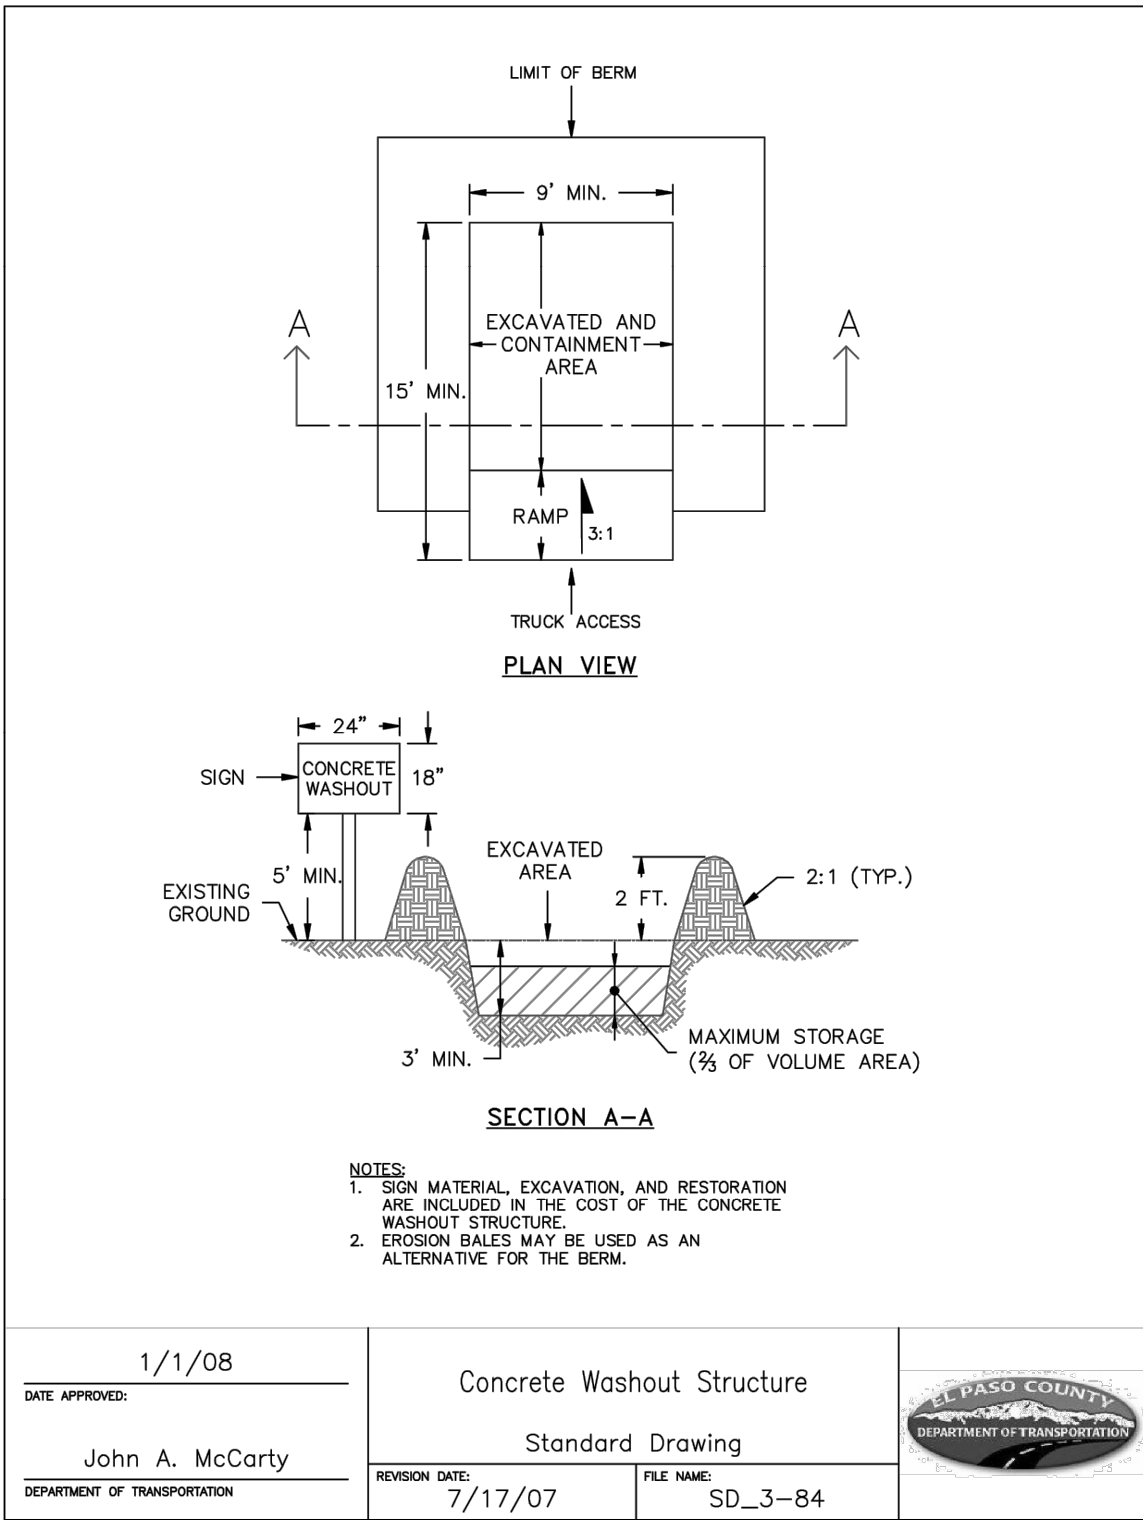 LIMIT OF BERM
9' MIN.
A
A
EXCAVATED AND
CONTAINMENT
AREA
15' MIN.
RAMP
3:1
TRUCK ACCESS
PLAN VIEW
24"
SIGN
CONCRETE
WASHOUT
18"
5' MIN.
EXCAVATED
AREA
2 FT.
2:1 (TYP.)
EXISTING
GROUND
3' MIN.
MAXIMUM STORAGE
(⅔ OF VOLUME AREA)
SECTION A-A
NOTES:
1. SIGN MATERIAL, EXCAVATION, AND RESTORATION
ARE INCLUDED IN THE COST OF THE CONCRETE
WASHOUT STRUCTURE.
2. EROSION BALES MAY BE USED AS AN
ALTERNATIVE FOR THE BERM.
1/1/08
DATE APPROVED:
John A. McCarty
DEPARTMENT OF TRANSPORTATION
Concrete Washout Structure
Standard Drawing
REVISION DATE:
7/17/07
FILE NAME:
SD_3-84
EL PASO COUNTY
DEPARTMENT OF TRANSPORTATION